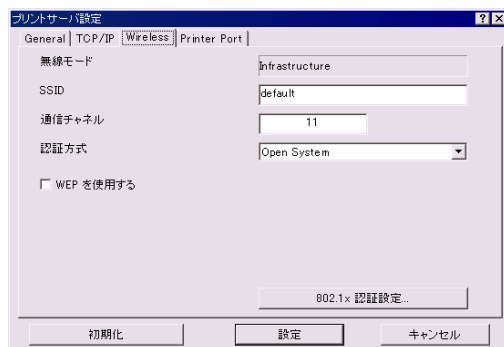 プリントサーバ設定
General TCP/IP Wireless Printer Port
無線モード Infrastructure
SSID default
通信チャネル 11
認証方式 Open System
WEP を使用する
802.1x 認証設定...
初期化 設定 キャンセル